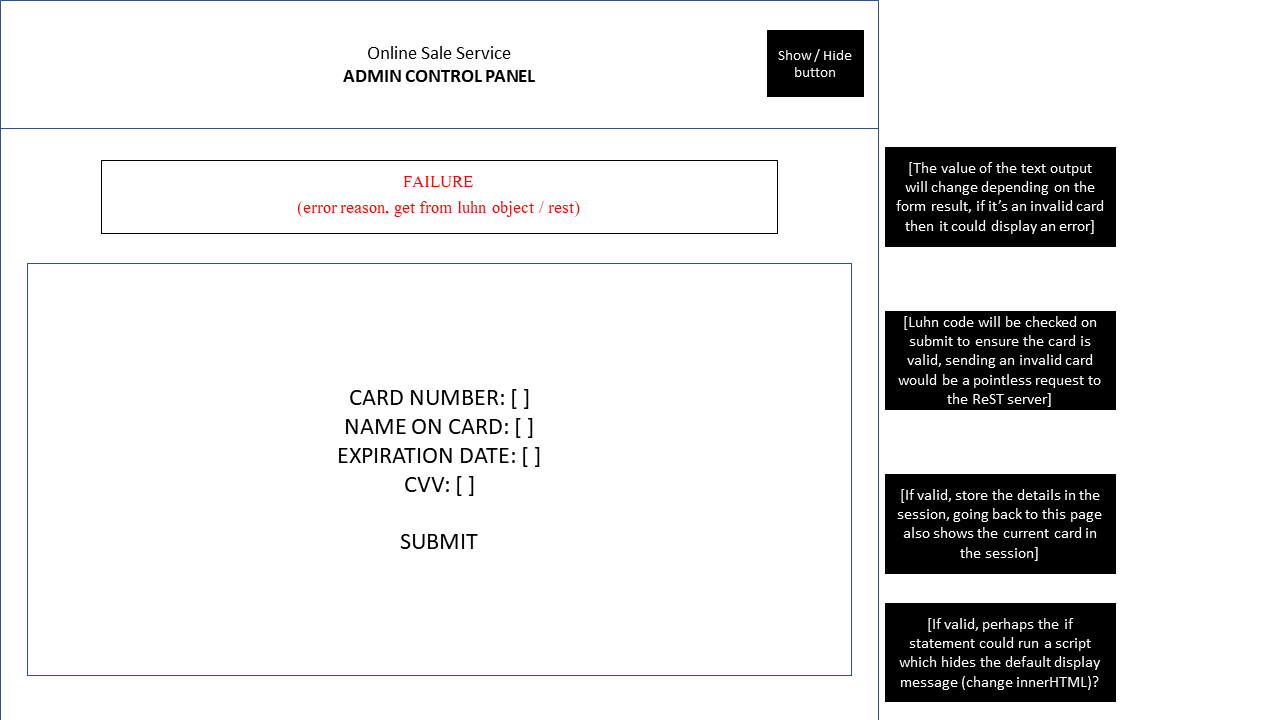 Online Sale Service
ADMIN CONTROL PANEL
Show / Hide
button
FAILURE
(error reason, get from luhn object / rest)
CARD NUMBER: [ ]
NAME ON CARD: [ ]
EXPIRATION DATE: [ ]
CVV: [ ]
SUBMIT
[The value of the text output
will change depending on the
form result, if it’s an invalid card
then it could display an error]
[Luhn code will be checked on
submit to ensure the card is
valid, sending an invalid card
would be a pointless request to
the ReST server]
[If valid, store the details in the
session, going back to this page
also shows the current card in
the session]
[If valid, perhaps the if
statement could run a script
which hides the default display
message (change innerHTML)?